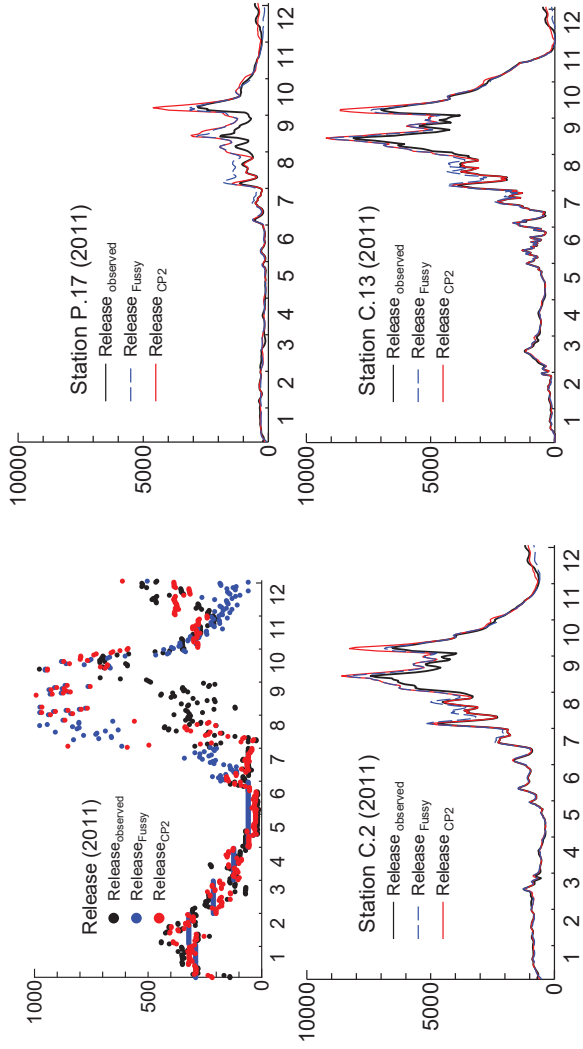 Release (2011)
Release observed
Release Fussy
Release CP2
1000
500
0
1 2 3 4 5 6 7 8 9 10 11 12
Station P.17 (2011)
Release observed
Release Fussy
Release CP2
10000
5000
0
1 2 3 4 5 6 7 8 9 10 11 12
Station C.2 (2011)
Release observed
Release Fussy
Release CP2
10000
5000
0
1 2 3 4 5 6 7 8 9 10 11 12
Station C.13 (2011)
Release observed
Release Fussy
Release CP2
10000
5000
0
1 2 3 4 5 6 7 8 9 10 11 12